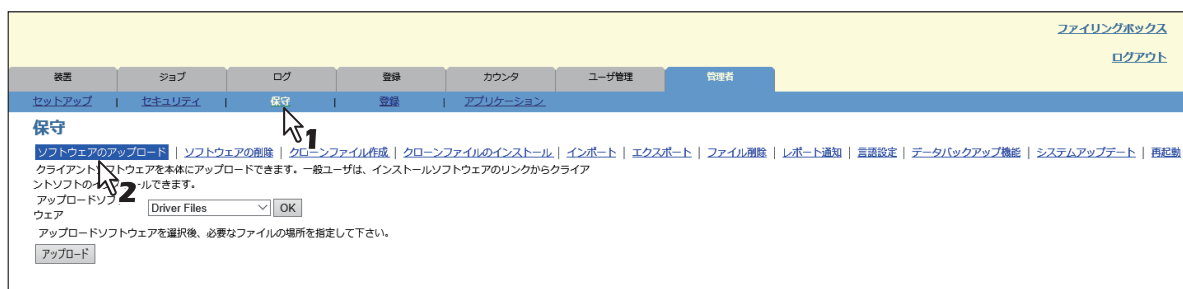 ファイリングボックス
ログアウト
装置 ジョブ ログ 登録 カウンタ ユーザ管理 管理者
セットアップ | セキュリティ | 保守 | 登録 | アプリケーション
1
保守
ソフトウェアのアップロード | ソフトウェアの削除 | クローンファイル作成 | クローンファイルのインストール | インポート | エクスポート | ファイル削除 | レポート通知 | 言語設定 | データバックアップ機能 | システムアップデート | 再起動
クライアントソフトウェアを本体にアップロードできます。一般ユーザは、インストールソフトウェアのリンクからクライア
ントソフトのインストールできます。
2
アップロードソフト
ウェア Driver Files OK
アップロードソフトウェアを選択後、必要なファイルの場所を指定して下さい。
アップロード